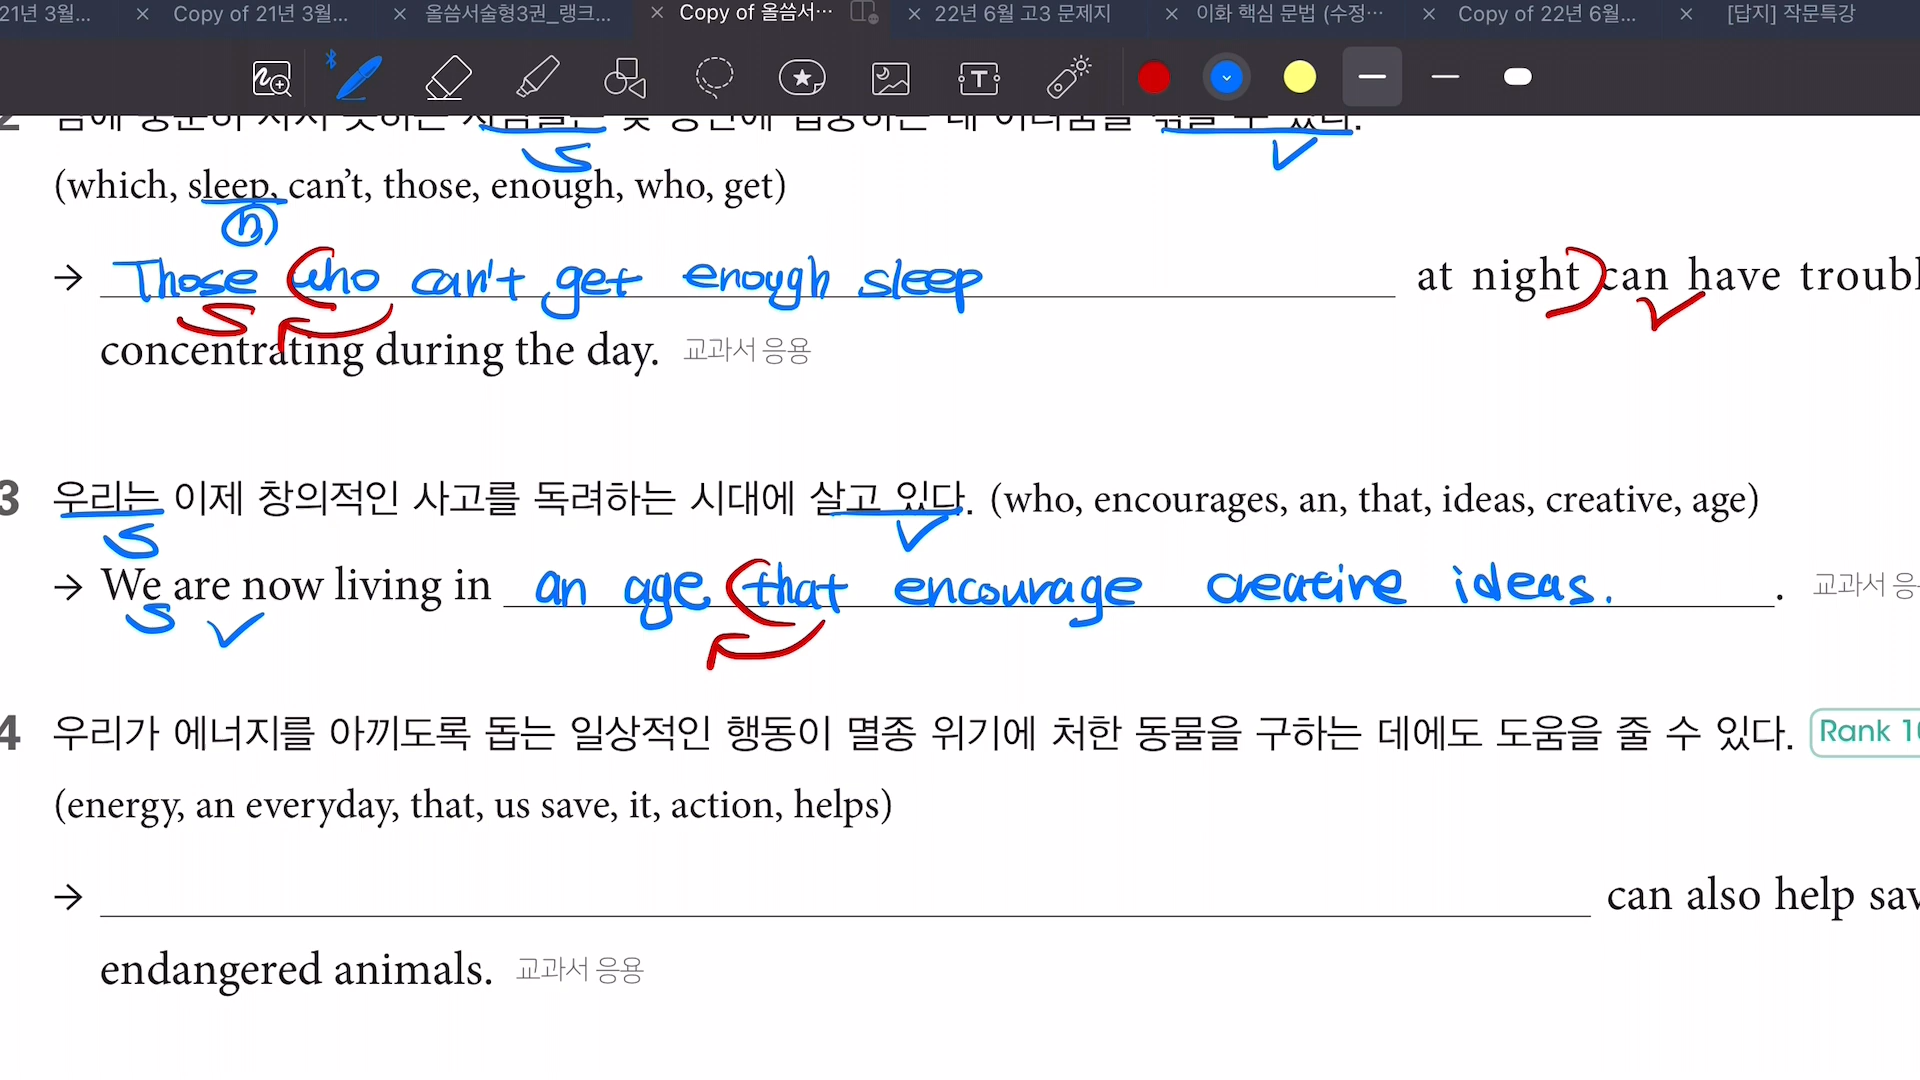 21년 3월... × Copy of 21년 3월... × 올씀서술형3권_랭크... × Copy of 올씀서... × 22년 6월 고3 문제지 × 이화 핵심 문법 (수정... × Copy of 22년 6월... × [답지] 작문특강
S V
(which, sleep, can't, those, enough, who, get)
n
→ Those who can't get enough sleep at night can have troubl
S V
concentrating during the day. 교과서 응용
3 우리는 이제 창의적인 사고를 독려하는 시대에 살고 있다. (who, encourages, an, that, ideas, creative, age)
S V
→ We are now living in an age that encourage creative ideas. . 교과서 응
S V
4 우리가 에너지를 아끼도록 돕는 일상적인 행동이 멸종 위기에 처한 동물을 구하는 데에도 도움을 줄 수 있다. Rank 10
(energy, an everyday, that, us save, it, action, helps)
→ can also help sav
endangered animals. 교과서 응용